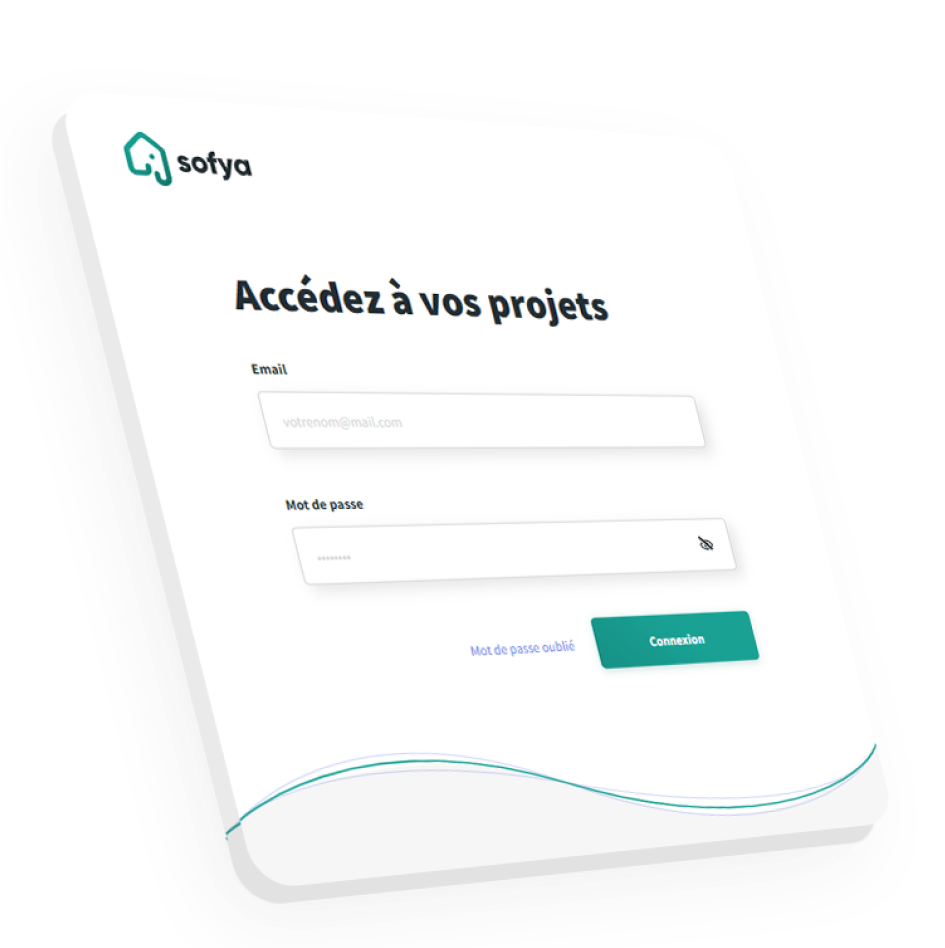 sofya
Accédez à vos projets
Email
votrenom@mail.com
Mot de passe
••••••••
Mot de passe oublié
Connexion